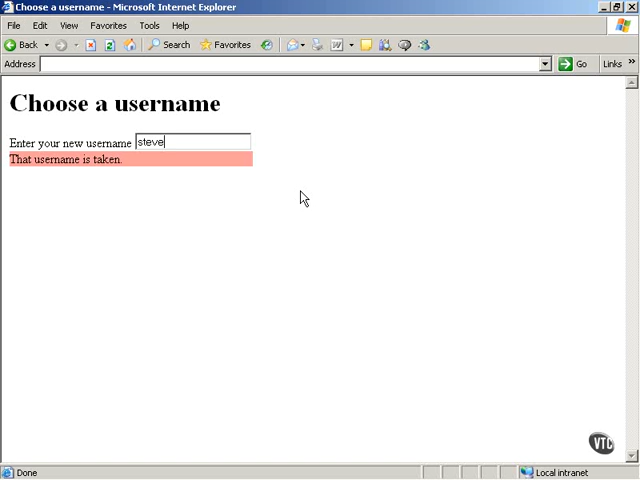 Choose a username - Microsoft Internet Explorer
File Edit View Favorites Tools Help
Back Search Favorites
Address Go Links »
Choose a username
Enter your new username steve
That username is taken.
VTC
Done Local intranet